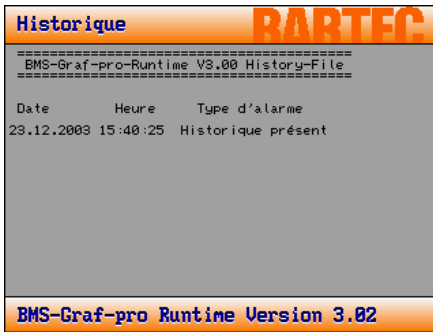 Historique BARTEC
==========================================
BMS-Graf-pro-Runtime V3.00 History-File
==========================================
Date Heure Type d'alarme
23.12.2003 15:40:25 Historique présent
BMS-Graf-pro Runtime Version 3.02